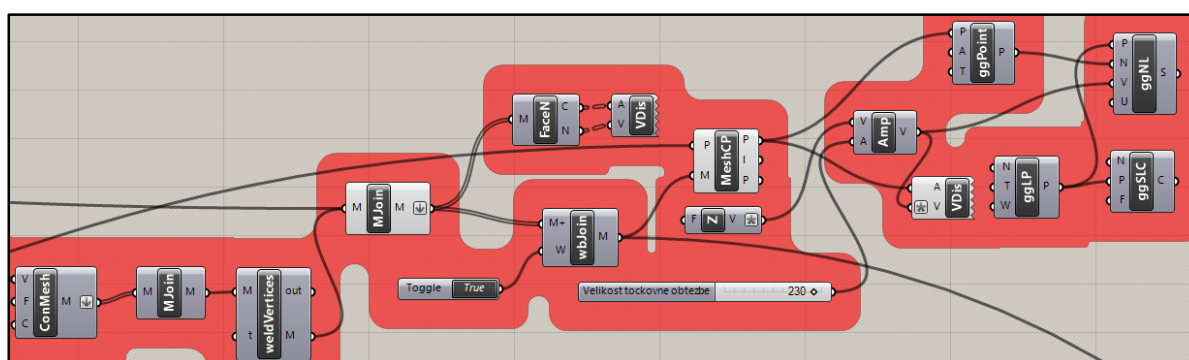 V
F
C
ConMesh
M
M
MJoin
M
M
t
weldVertices
out
M
M
MJoin
M
M
FaceN
C
N
A
V
VDis
M+
W
wbJoin
M
Toggle
True
P
M
MeshCP
P
I
P
F
Z
V
Velikost tockovne obtezbe
230
V
A
Amp
V
A
V
VDis
P
A
T
ggPoint
P
N
T
W
ggLP
P
P
N
V
U
ggNL
S
N
P
F
ggSLC
C